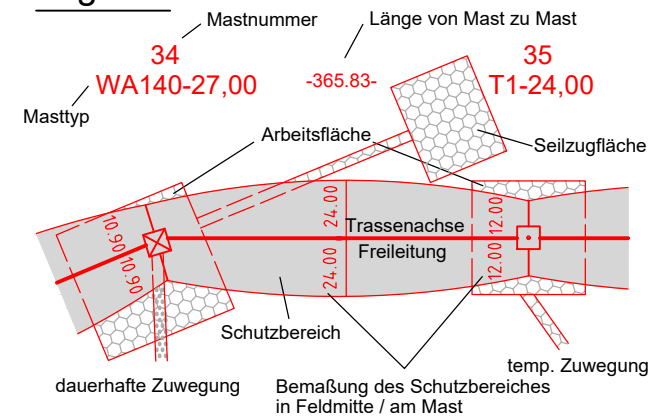 Mastnummer
Länge von Mast zu Mast
34
35
WA140-27,00
-365.83-
T1-24,00
Masttyp
Arbeitsfläche
Seilzugfläche
10.90
10.90
24.00
24.00
Trassenachse
Freileitung
12.00
12.00
Schutzbereich
temp. Zuwegung
dauerhafte Zuwegung
Bemaßung des Schutzbereiches
in Feldmitte / am Mast